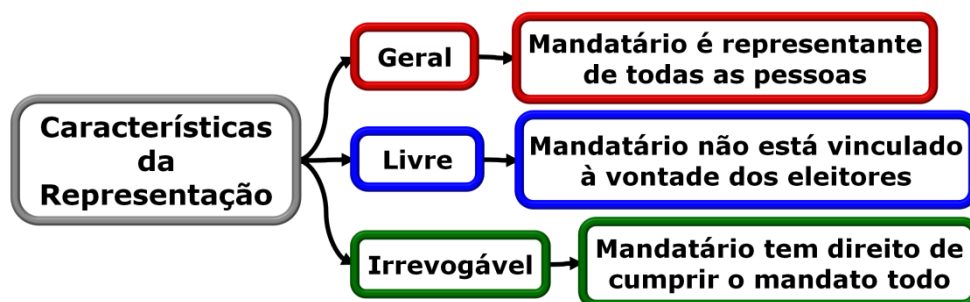 Características
da
Representação
Geral
Mandatário é representante
de todas as pessoas
Livre
Mandatário não está vinculado
à vontade dos eleitores
Irrevogável
Mandatário tem direito de
cumprir o mandato todo